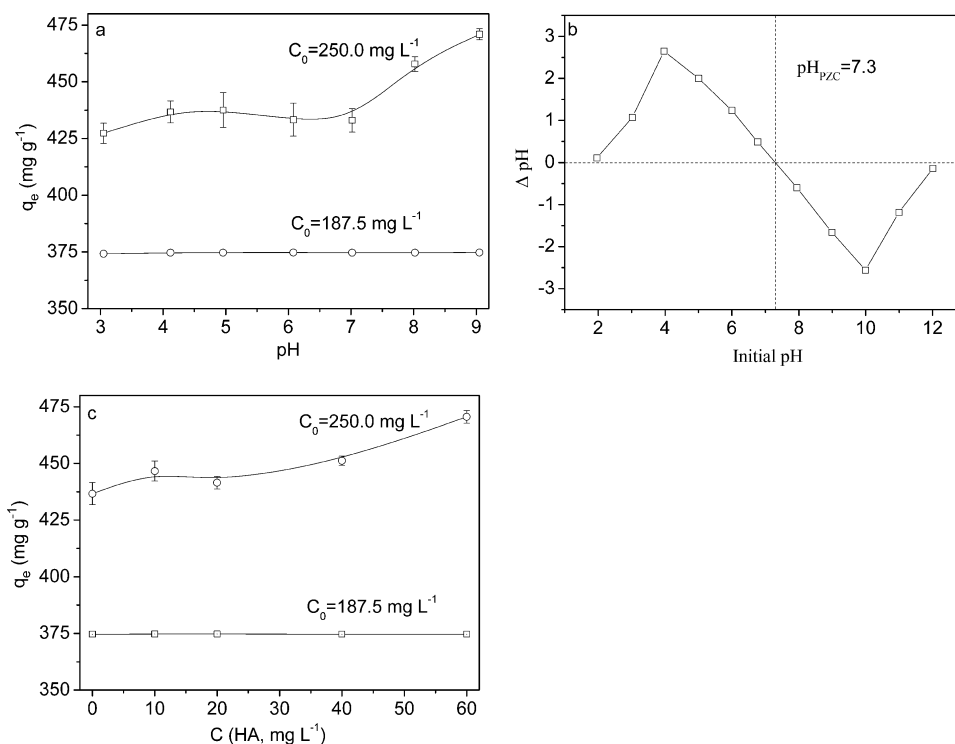 a
C₀=250.0 mg L⁻¹
C₀=187.5 mg L⁻¹
475
450
425
400
375
350
qₑ (mg g⁻¹)
3 4 5 6 7 8 9
pH
b
pH_PZC=7.3
3
2
1
0
-1
-2
-3
Δ pH
2 4 6 8 10 12
Initial pH
c
C₀=250.0 mg L⁻¹
C₀=187.5 mg L⁻¹
475
450
425
400
375
350
qₑ (mg g⁻¹)
0 10 20 30 40 50 60
C (HA, mg L⁻¹)